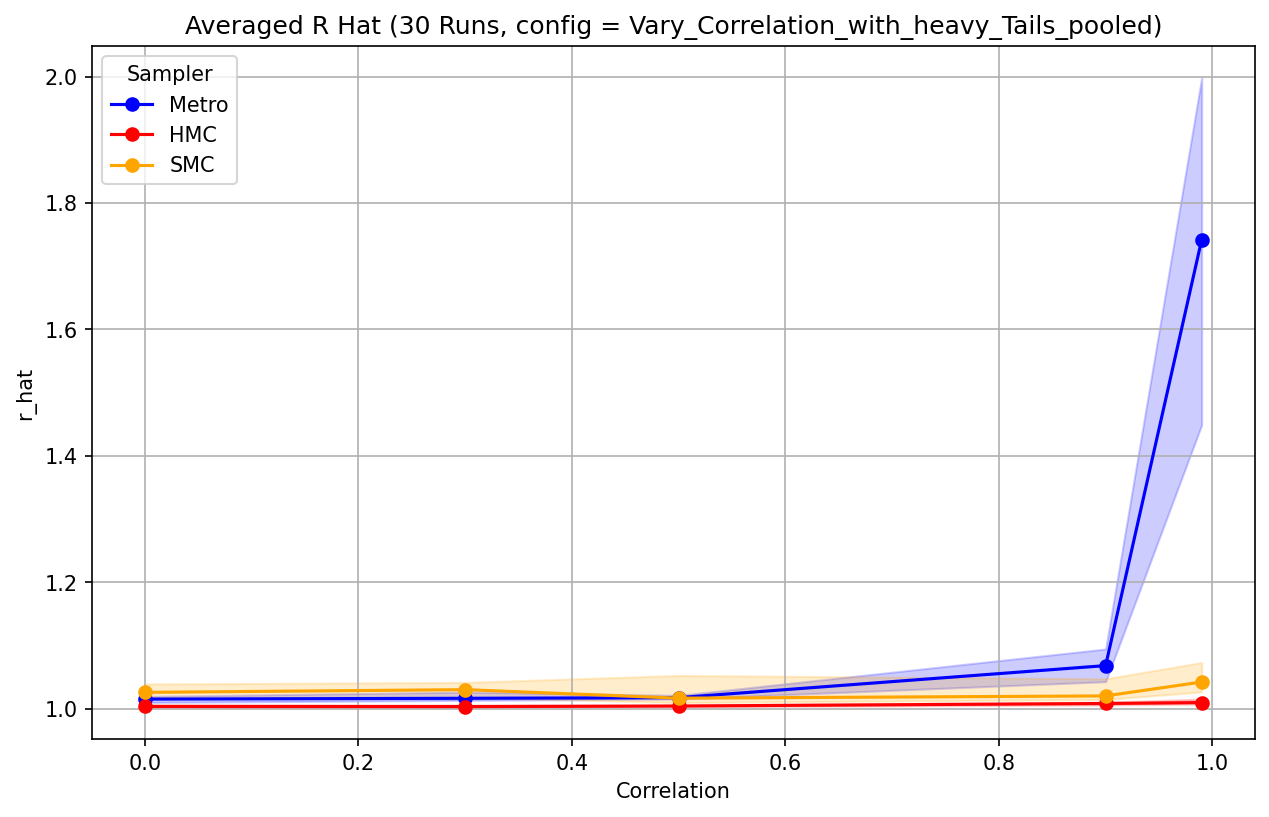 Averaged R Hat (30 Runs, config = Vary_Correlation_with_heavy_Tails_pooled)
Sampler
Metro
HMC
SMC
r_hat
2.0
1.8
1.6
1.4
1.2
1.0
0.0 0.2 0.4 0.6 0.8 1.0
Correlation